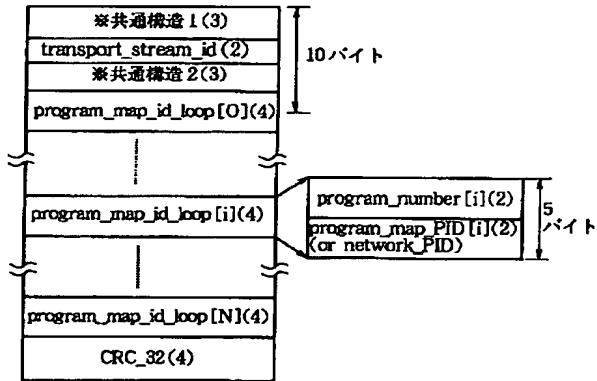 ※共通構造1(3)
transport_stream_id(2)
※共通構造2(3)
10バイト
program_map_id_loop[0](4)
program_map_id_loop[i](4)
program_number[i](2)
program_map_PID[i](2)
(or network_PID)
5
バイト
program_map_id_loop[N](4)
CRC_32(4)